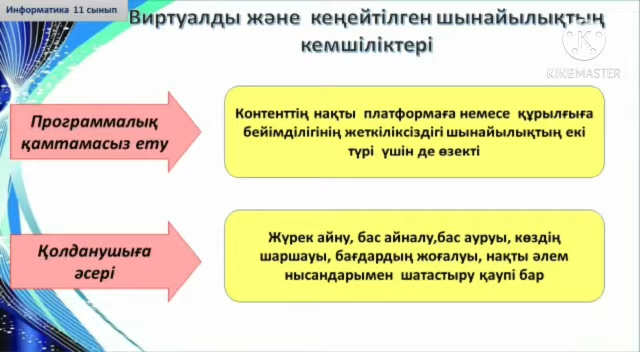 Информатика 11 сынып
Виртуалды және кеңейтілген шынайылықтың
кемшіліктері
KINEMASTER
Программалық
қамтамасыз ету
Контенттің нақты платформаға немесе құрылғыға
бейімділігінің жеткіліксіздігі шынайылықтың екі
түрі үшін де өзекті
Қолданушыға
әсері
Жүрек айну, бас айналу,бас ауруы, көздің
шаршауы, бағдардың жоғалуы, нақты әлем
нысандарымен шатастыру қаупі бар